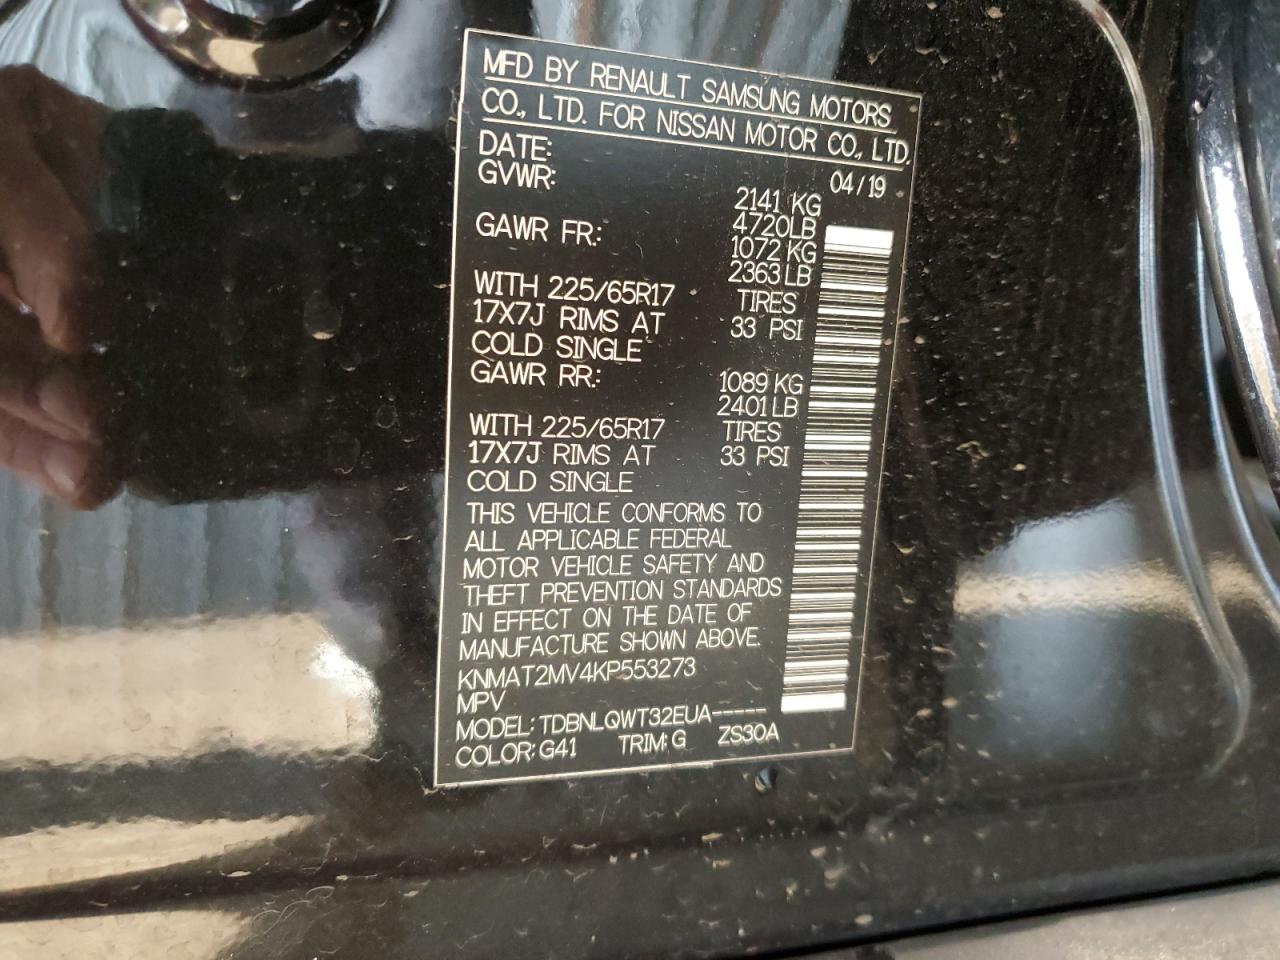 MFD BY RENAULT SAMSUNG MOTORS
CO., LTD. FOR NISSAN MOTOR CO., LTD.
DATE: 04/19
GVWR: 2141 KG
4720LB
GAWR FR: 1072 KG
2363 LB
WITH 225/65R17 TIRES
17X7J RIMS AT 33 PSI
COLD SINGLE
GAWR RR: 1089 KG
2401 LB
WITH 225/65R17 TIRES
17X7J RIMS AT 33 PSI
COLD SINGLE
THIS VEHICLE CONFORMS TO
ALL APPLICABLE FEDERAL
MOTOR VEHICLE SAFETY AND
THEFT PREVENTION STANDARDS
IN EFFECT ON THE DATE OF
MANUFACTURE SHOWN ABOVE.
KNMAT2MV4KP553273
MPV
MODEL: TDBNLQWT32EUA-----
COLOR: G41 TRIM: G ZS30A